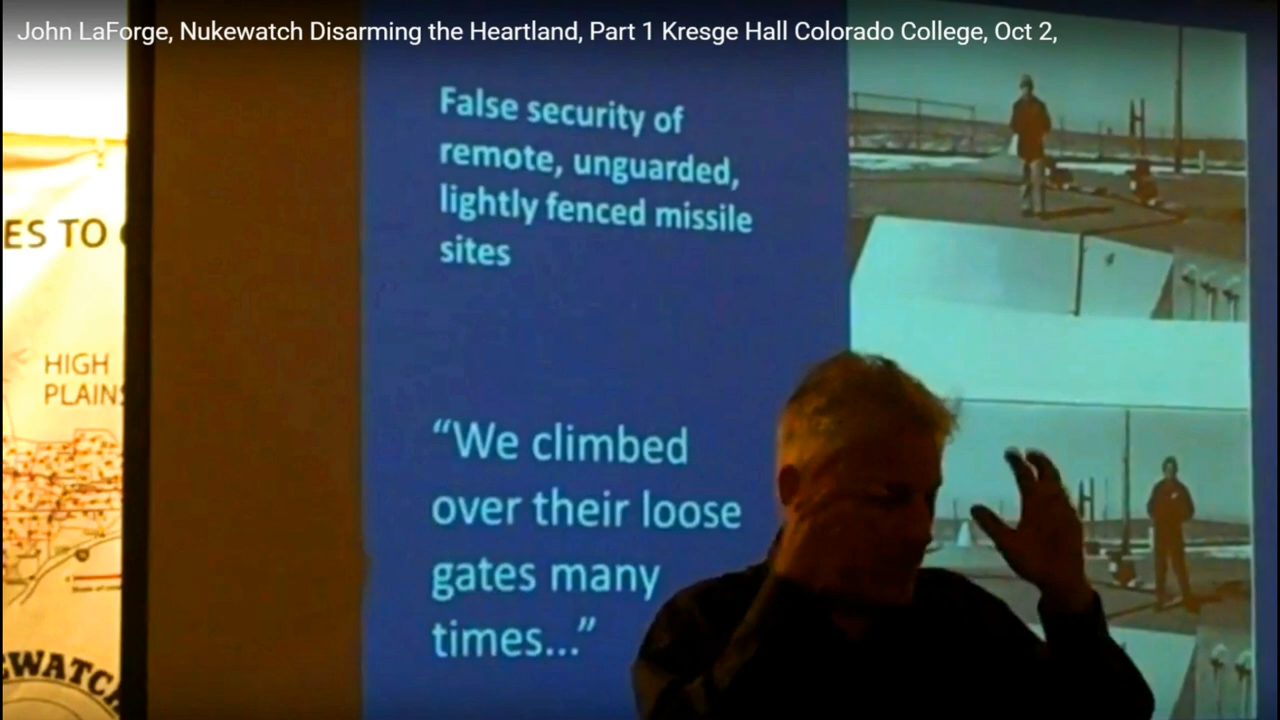 John LaForge, Nukewatch Disarming the Heartland, Part 1 Kresge Hall Colorado College, Oct 2,
False security of
remote, unguarded,
lightly fenced missile
sites
“We climbed
over their loose
gates many
times...”
ES TO
HIGH
PLAINS
EWATCH